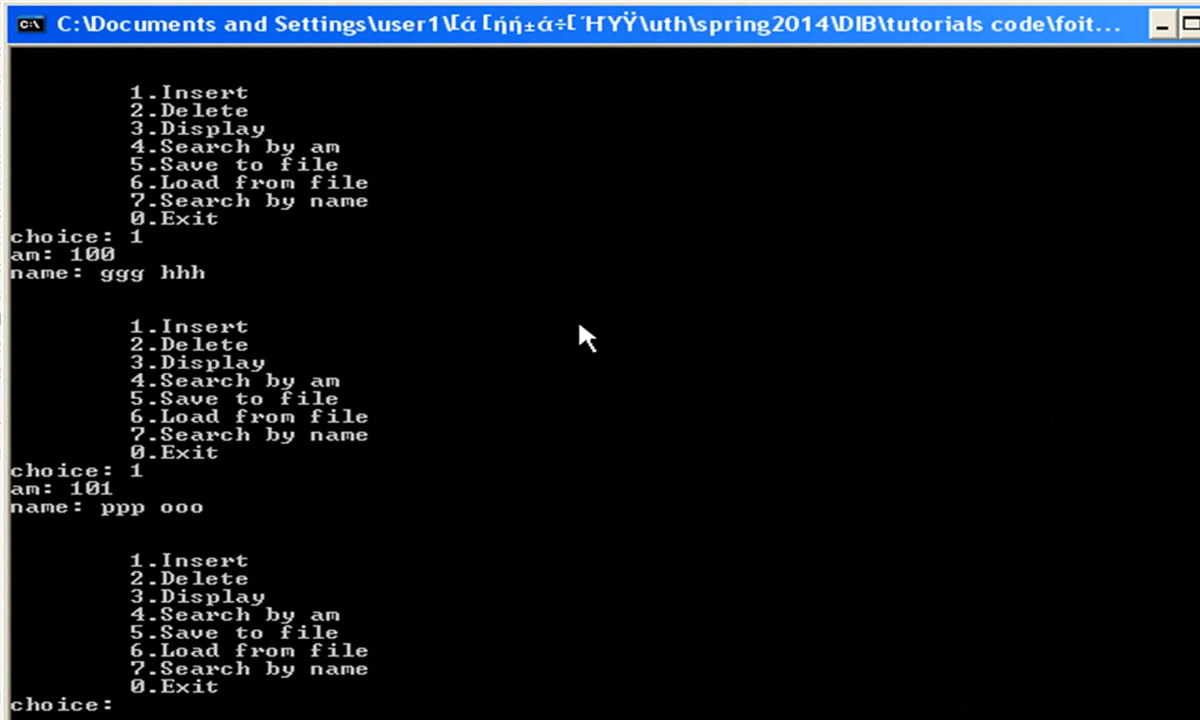 C:\Documents and Settings\user1\ \uth\spring2014\DIB\tutorials code\foit...
1.Insert
2.Delete
3.Display
4.Search by am
5.Save to file
6.Load from file
7.Search by name
0.Exit
choice: 1
am: 100
name: ggg hhh
1.Insert
2.Delete
3.Display
4.Search by am
5.Save to file
6.Load from file
7.Search by name
0.Exit
choice: 1
am: 101
name: ppp ooo
1.Insert
2.Delete
3.Display
4.Search by am
5.Save to file
6.Load from file
7.Search by name
0.Exit
choice: